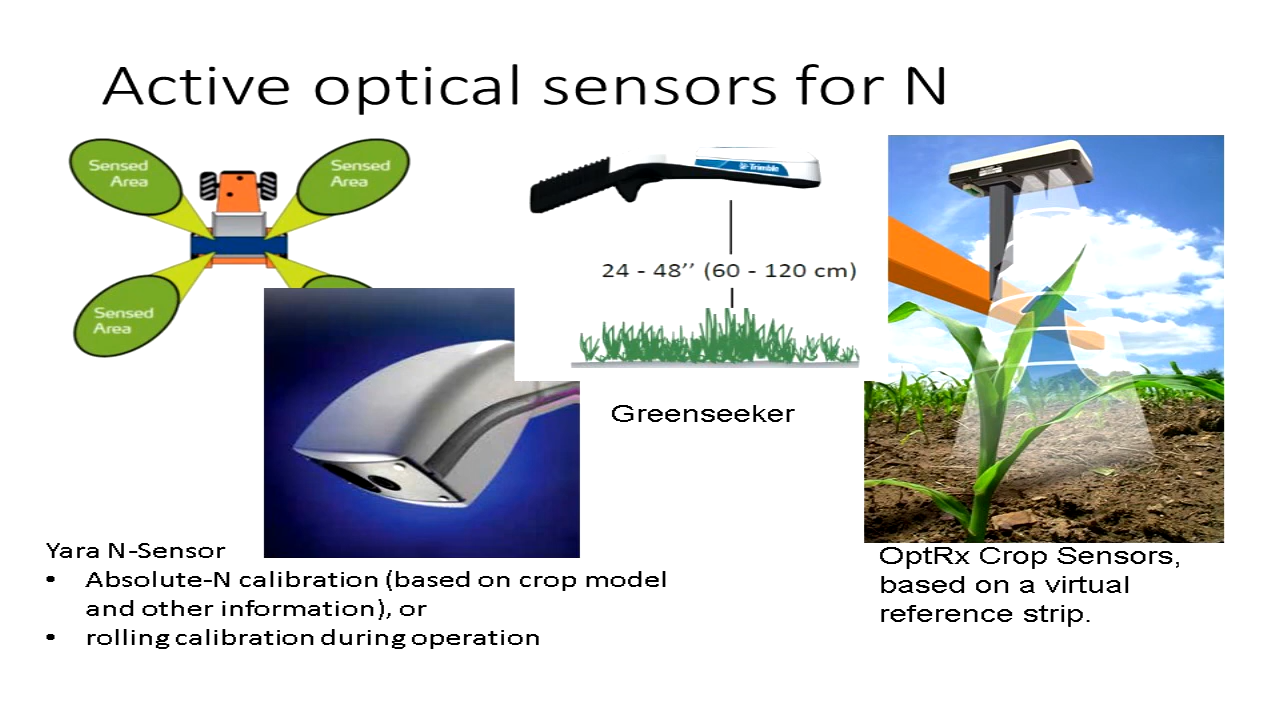 Active optical sensors for N
Sensed
Area
Sensed
Area
Sensed
Area
Trimble
24 - 48’’ (60 - 120 cm)
Greenseeker
Yara N-Sensor
• Absolute-N calibration (based on crop model
and other information), or
• rolling calibration during operation
OptRx Crop Sensors,
based on a virtual
reference strip.